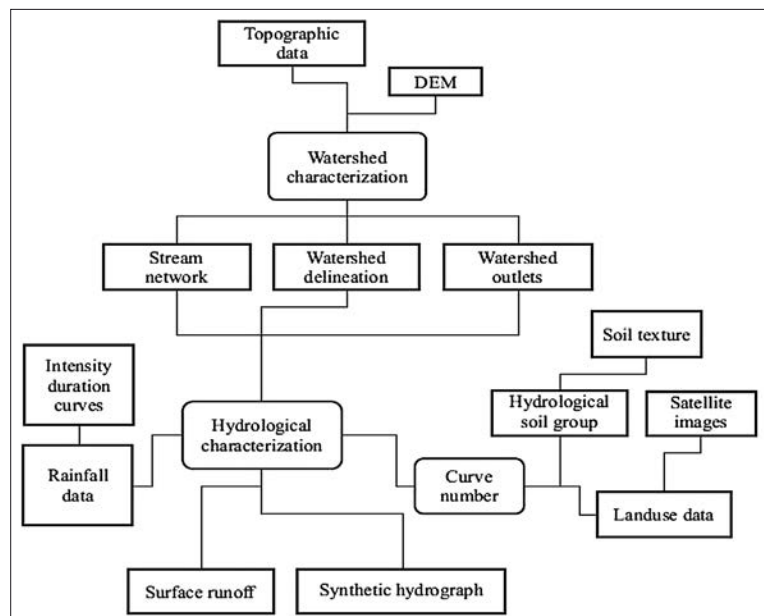 Topographic
data
DEM
Watershed
characterization
Stream
network
Watershed
delineation
Watershed
outlets
Soil texture
Intensity
duration
curves
Hydrological
characterization
Hydrological
soil group
Satellite
images
Rainfall
data
Curve
number
Landuse data
Surface runoff
Synthetic hydrograph